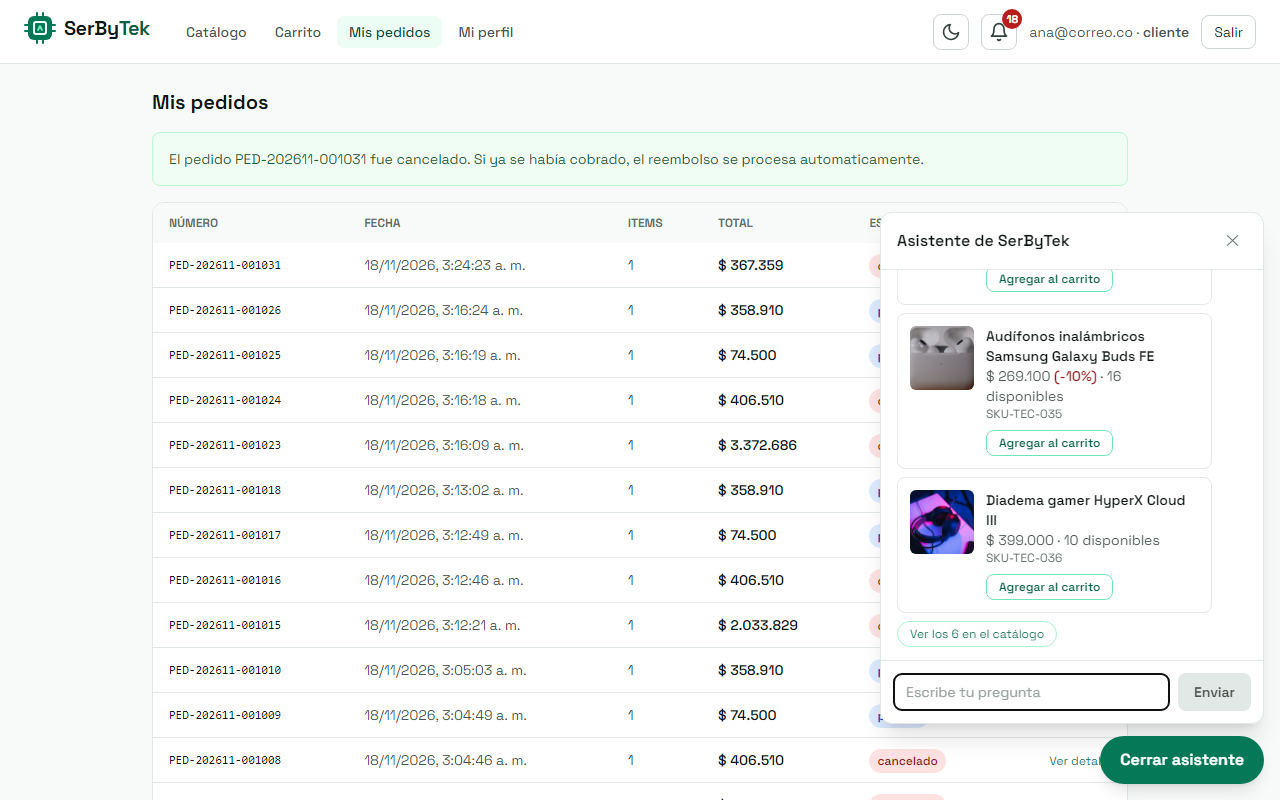 SerByTek
Catálogo
Carrito
Mis pedidos
Mi perfil
18
ana@correo.co · cliente
Salir
Mis pedidos
El pedido PED-202611-001031 fue cancelado. Si ya se había cobrado, el reembolso se procesa automaticamente.
NÚMERO FECHA ITEMS TOTAL
PED-202611-001031 18/11/2026, 3:24:23 a. m. 1 $ 367.359
PED-202611-001026 18/11/2026, 3:16:24 a. m. 1 $ 358.910
PED-202611-001025 18/11/2026, 3:16:19 a. m. 1 $ 74.500
PED-202611-001024 18/11/2026, 3:16:18 a. m. 1 $ 406.510
PED-202611-001023 18/11/2026, 3:16:09 a. m. 1 $ 3.372.686
PED-202611-001018 18/11/2026, 3:13:02 a. m. 1 $ 358.910
PED-202611-001017 18/11/2026, 3:12:49 a. m. 1 $ 74.500
PED-202611-001016 18/11/2026, 3:12:46 a. m. 1 $ 406.510
PED-202611-001015 18/11/2026, 3:12:21 a. m. 1 $ 2.033.829
PED-202611-001010 18/11/2026, 3:05:03 a. m. 1 $ 358.910
PED-202611-001009 18/11/2026, 3:04:49 a. m. 1 $ 74.500
PED-202611-001008 18/11/2026, 3:04:46 a. m. 1 $ 406.510 cancelado Ver
Asistente de SerByTek
Agregar al carrito
Audífonos inalámbricos
Samsung Galaxy Buds FE
$ 269.100 (-10%) · 16
disponibles
SKU-TEC-035
Agregar al carrito
Diadema gamer HyperX Cloud
III
$ 399.000 · 10 disponibles
SKU-TEC-036
Agregar al carrito
Ver los 6 en el catálogo
Escribe tu pregunta
Enviar
Cerrar asistente